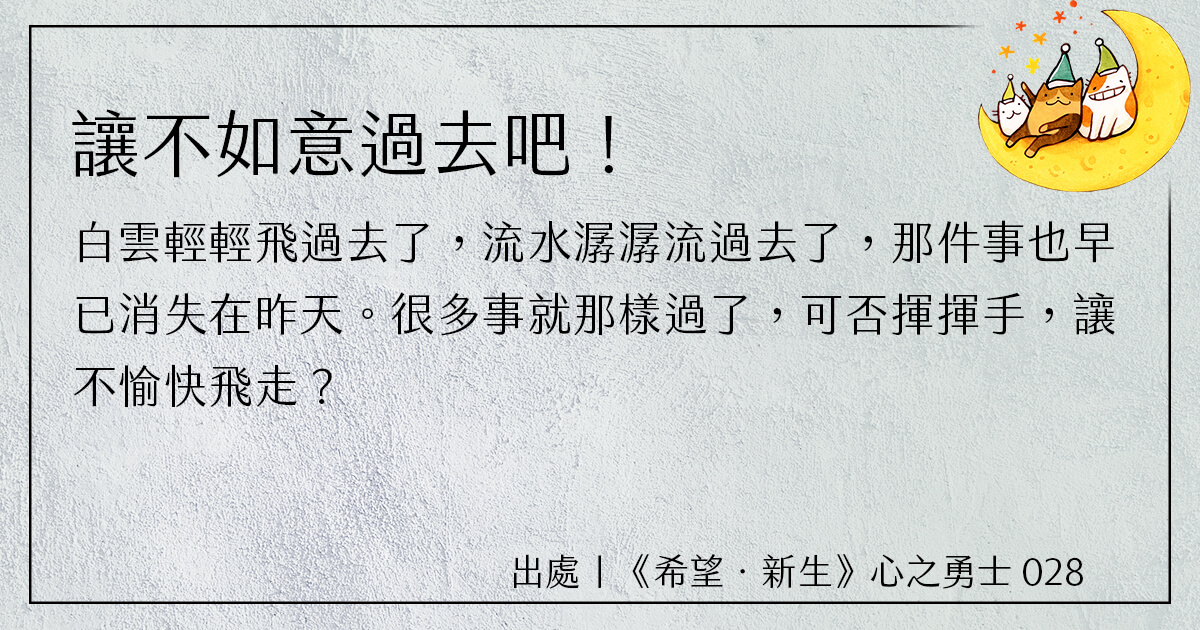 讓不如意過去吧！
白雲輕輕飛過去了，流水潺潺流過去了，那件事也早
已消失在昨天。很多事就那樣過了，可否揮揮手，讓
不愉快飛走？
出處｜《希望‧新生》心之勇士 028